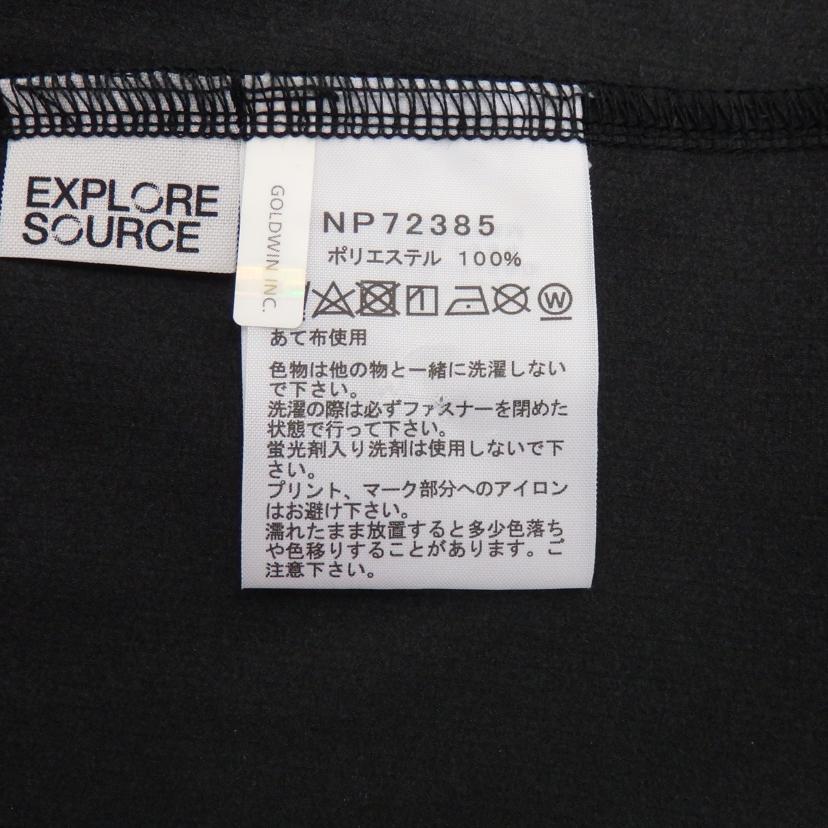 EXPLORE
SOURCE
GOLDWIN INC.
NP72385
ポリエステル 100%
W
あて布使用
色物は他の物と一緒に洗濯しない
で下さい。
洗濯の際は必ずファスナーを閉めた
状態で行って下さい。
蛍光剤入り洗剤は使用しないで下
さい。
プリント、マーク部分へのアイロン
はお避け下さい。
濡れたまま放置すると多少色落ち
や色移りすることがあります。ご
注意下さい。